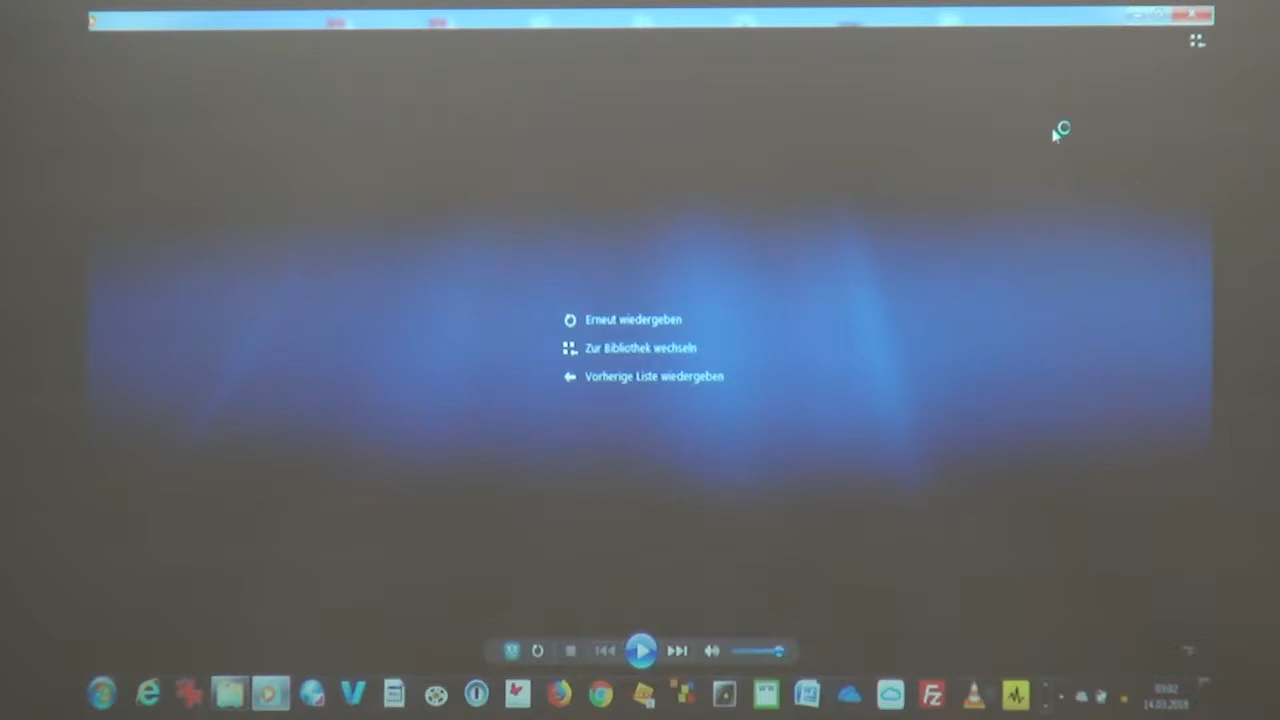 Erneut wiedergeben
Zur Bibliothek wechseln
Vorherige Liste wiedergeben